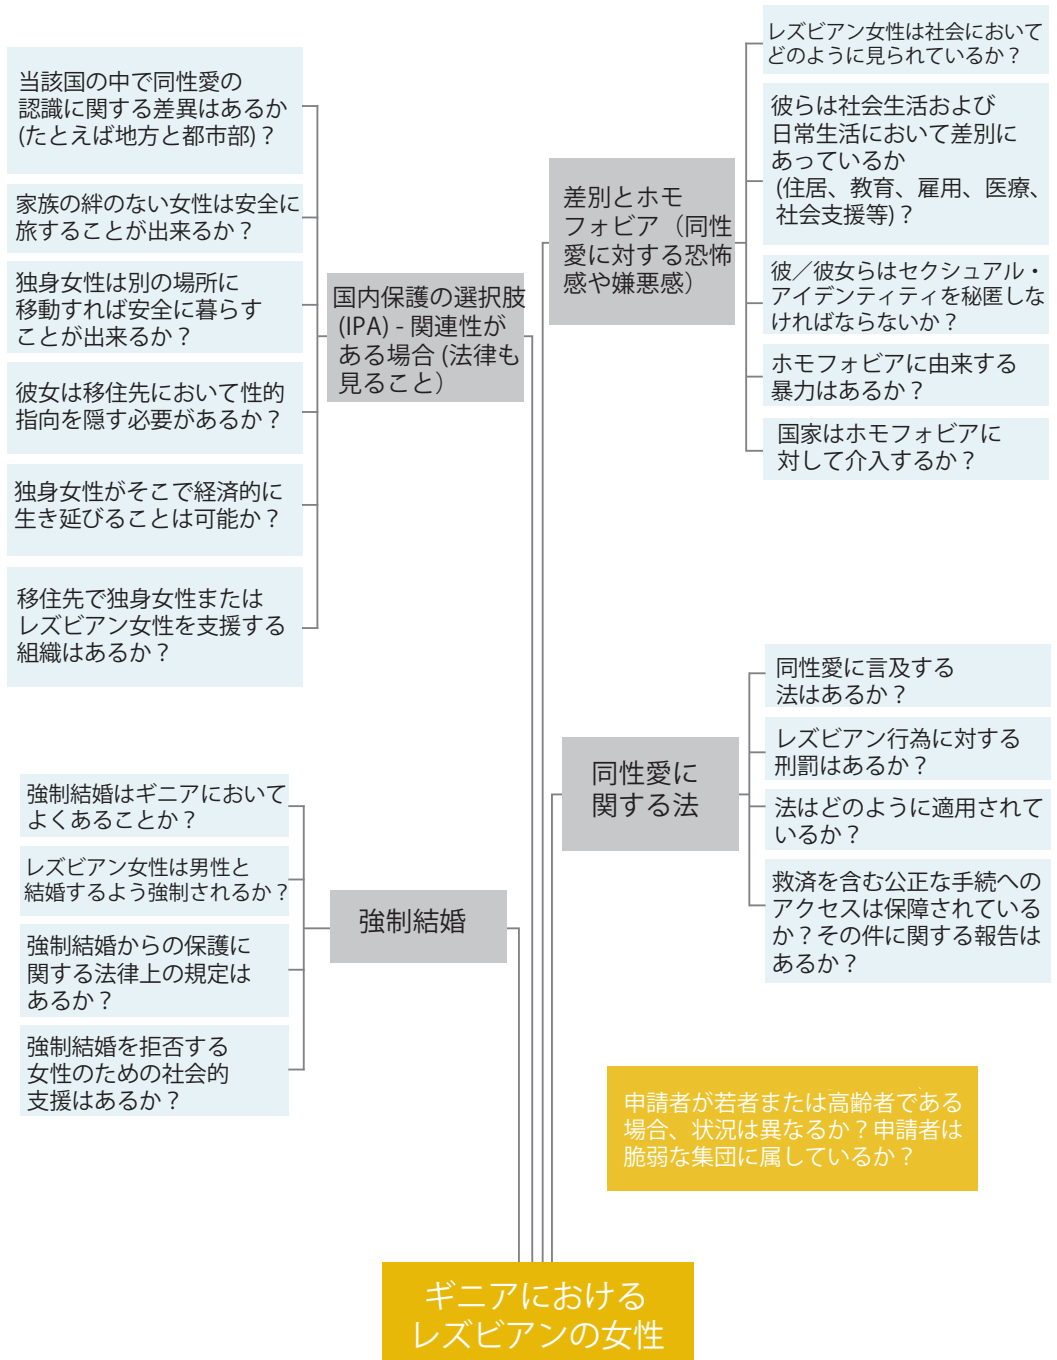 当該国の中で同性愛の
認識に関する差異はあるか
(たとえば地方と都市部)？
家族の絆のない女性は安全に
旅することが出来るか？
独身女性は別の場所に
移動すれば安全に暮らす
ことが出来るか？
彼女は移住先において性的
指向を隠す必要があるか？
独身女性がそこで経済的に
生き延びることは可能か？
移住先で独身女性または
レズビアン女性を支援する
組織はあるか？
国内保護の選択肢
(IPA) - 関連性が
ある場合 (法律も
見ること）
レズビアン女性は社会において
どのように見られているか？
彼らは社会生活および
日常生活において差別に
あっているか
(住居、教育、雇用、医療、
社会支援等)？
彼／彼女らはセクシュアル・
アイデンティティを秘匿しな
ければならないか？
ホモフォビアに由来する
暴力はあるか？
国家はホモフォビアに
対して介入するか？
差別とホモ
フォビア（同性
愛に対する恐怖
感や嫌悪感）
強制結婚はギニアにおいて
よくあることか？
レズビアン女性は男性と
結婚するよう強制されるか？
強制結婚からの保護に
関する法律上の規定は
あるか？
強制結婚を拒否する
女性のための社会的
支援はあるか？
強制結婚
同性愛に言及する
法はあるか？
レズビアン行為に対する
刑罰はあるか？
法はどのように適用されて
いるか？
救済を含む公正な手続への
アクセスは保障されている
か？その件に関する報告は
あるか？
同性愛に
関する法
申請者が若者または高齢者である
場合、状況は異なるか？申請者は
脆弱な集団に属しているか？
ギニアにおける
レズビアンの女性